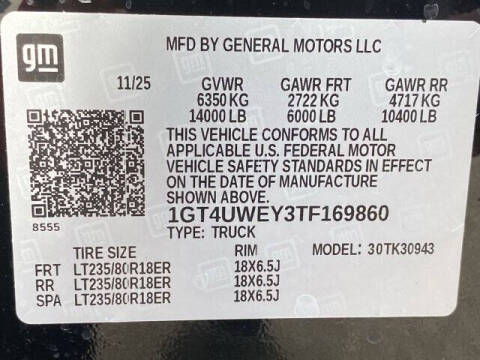 gm
MFD BY GENERAL MOTORS LLC
11/25 GVWR GAWR FRT GAWR RR
6350 KG 2722 KG 4717 KG
14000 LB 6000 LB 10400 LB
THIS VEHICLE CONFORMS TO ALL
APPLICABLE U.S. FEDERAL MOTOR
VEHICLE SAFETY STANDARDS IN EFFECT
ON THE DATE OF MANUFACTURE
SHOWN ABOVE.
8555
1GT4UWEY3TF169860
TYPE: TRUCK
TIRE SIZE RIM MODEL: 30TK30943
FRT LT235/80R18ER 18X6.5J
RR LT235/80R18ER 18X6.5J
SPA LT235/80R18ER 18X6.5J